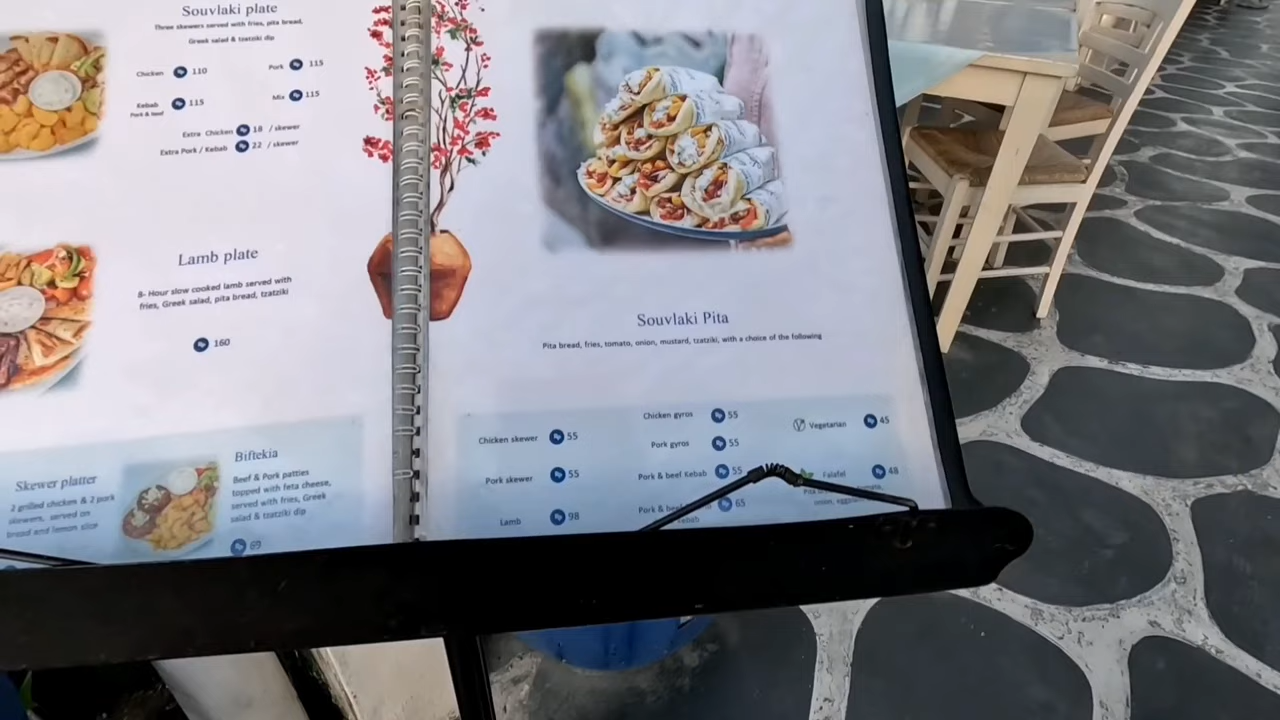 Souvlaki plate
Three skewers served with fries, pita bread,
Greek salad & tzatziki dip
Chicken 110
Pork 115
Kebab 115
Pork & beef
Mix 115
Extra Chicken 18 / skewer
Extra Pork / Kebab 22 / skewer
Lamb plate
8- Hour slow cooked lamb served with
fries, Greek salad, pita bread, tzatziki
160
Skewer platter
2 grilled chicken & 2 pork
skewers, served on
bread and lemon slice
Biftekia
Beef & Pork patties
topped with feta cheese,
served with fries, Greek
salad & tzatziki dip
Souvlaki Pita
Pita bread, fries, tomato, onion, mustard, tzatziki, with a choice of the following
Chicken skewer 55
Pork skewer 55
Lamb 98
Chicken gyros 55
Pork gyros 55
Pork & beef Kebab 55
Pork & 65
Vegetarian 45
Falafel 48